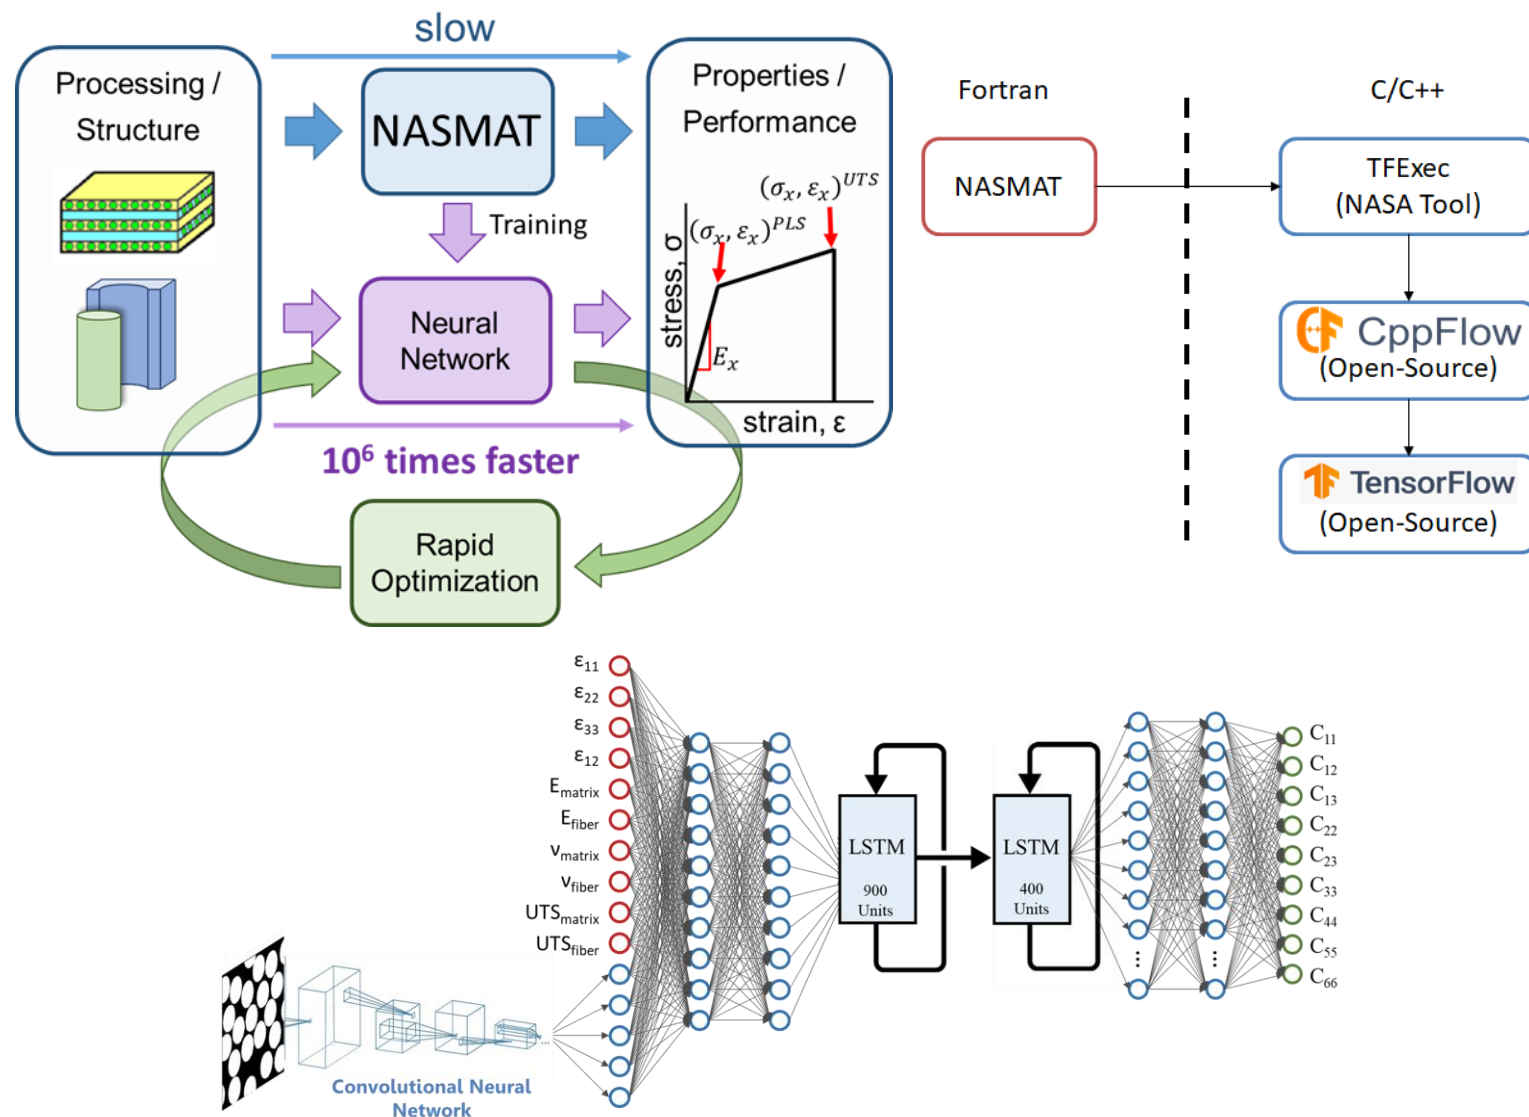 slow
Processing /
Structure
NASMAT
Properties /
Performance
Training
(σₓ, εₓ)ᵁᵀˢ
(σₓ, εₓ)ᴾᴸˢ
stress, σ
Eₓ
strain, ε
Neural
Network
10⁶ times faster
Rapid
Optimization
Fortran
C/C++
NASMAT
TFExec
(NASA Tool)
C++F CppFlow
(Open-Source)
TF TensorFlow
(Open-Source)
ε₁₁
ε₂₂
ε₃₃
ε₁₂
Ematrix
Efiber
νmatrix
νfiber
UTSmatrix
UTSfiber
...
Convolutional Neural
Network
LSTM
900
Units
LSTM
400
Units
C₁₁
C₁₂
C₁₃
C₂₂
C₂₃
C₃₃
C₄₄
C₅₅
C₆₆